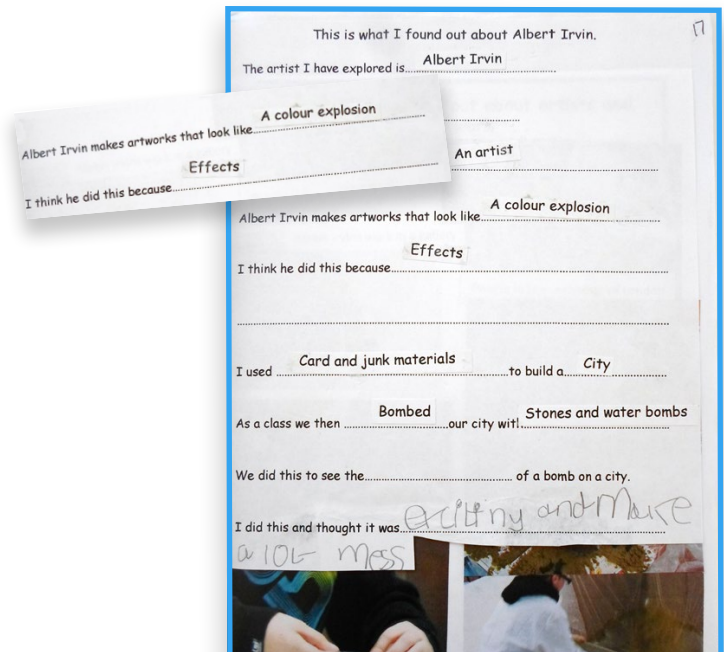 This is what I found out about Albert Irvin.
17
The artist I have explored is Albert Irvin
Albert Irvin makes artworks that look like A colour explosion
I think he did this because Effects
An artist
Albert Irvin makes artworks that look like A colour explosion
I think he did this because Effects
I used Card and junk materials to build a City
As a class we then Bombed our city wit Stones and water bombs
We did this to see the of a bomb on a city.
I did this and thought it was exciting and Make
a lot mess